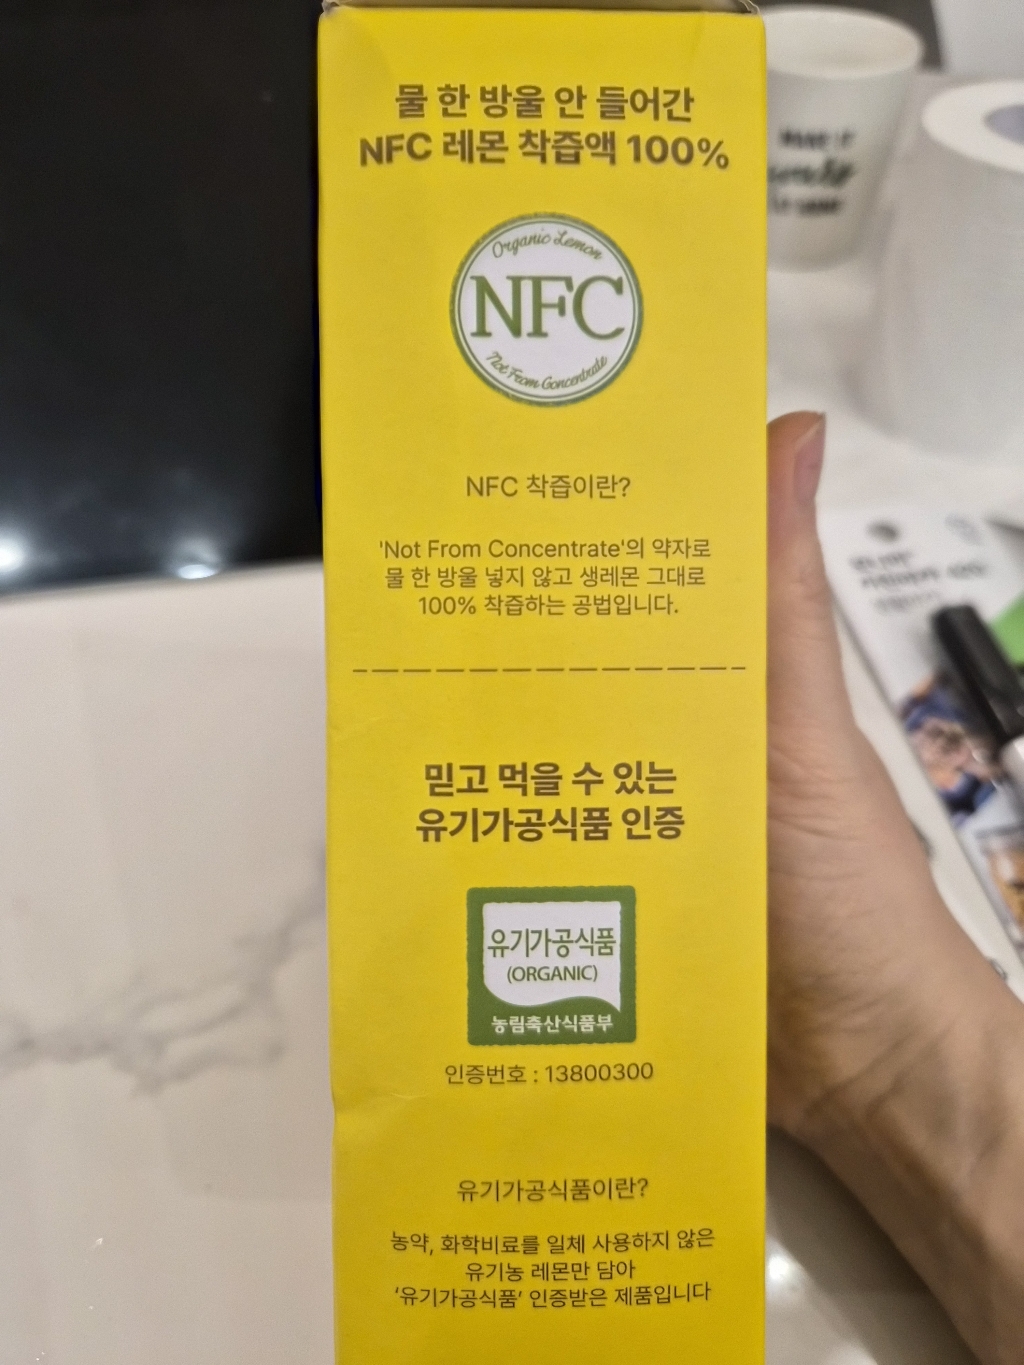 물 한 방울 안 들어간
NFC 레몬 착즙액 100%
Organic Lemon
NFC
Not From Concentrate
NFC 착즙이란?
'Not From Concentrate'의 약자로
물 한 방울 넣지 않고 생레몬 그대로
100% 착즙하는 공법입니다.
믿고 먹을 수 있는
유기가공식품 인증
유기가공식품
(ORGANIC)
농림축산식품부
인증번호 : 13800300
유기가공식품이란?
농약, 화학비료를 일체 사용하지 않은
유기농 레몬만 담아
'유기가공식품' 인증받은 제품입니다
MAKE IT